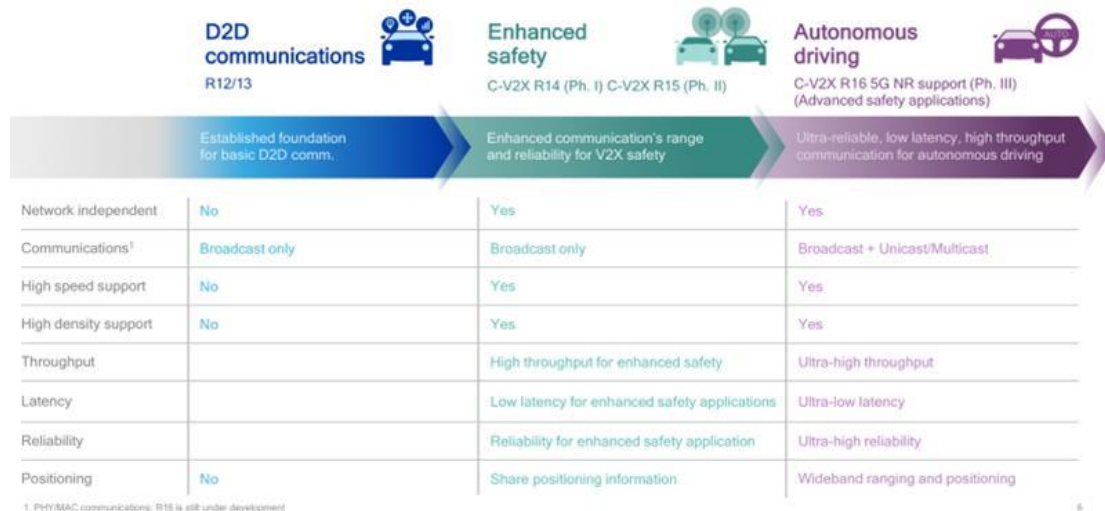 D2D
communications
R12/13
Enhanced
safety
C-V2X R14 (Ph. I) C-V2X R15 (Ph. II)
Autonomous
driving
C-V2X R16 5G NR support (Ph. III)
(Advanced safety applications)
AUTO
Established foundation
for basic D2D comm.
Enhanced communication's range
and reliability for V2X safety
Ultra-reliable, low latency, high throughput
communication for autonomous driving
Network independent No Yes Yes
Communications¹ Broadcast only Broadcast only Broadcast + Unicast/Multicast
High speed support No Yes Yes
High density support No Yes Yes
Throughput High throughput for enhanced safety Ultra-high throughput
Latency Low latency for enhanced safety applications Ultra-low latency
Reliability Reliability for enhanced safety application Ultra-high reliability
Positioning No Share positioning information Wideband ranging and positioning
1. PHY/MAC communications; R16 is still under development
6